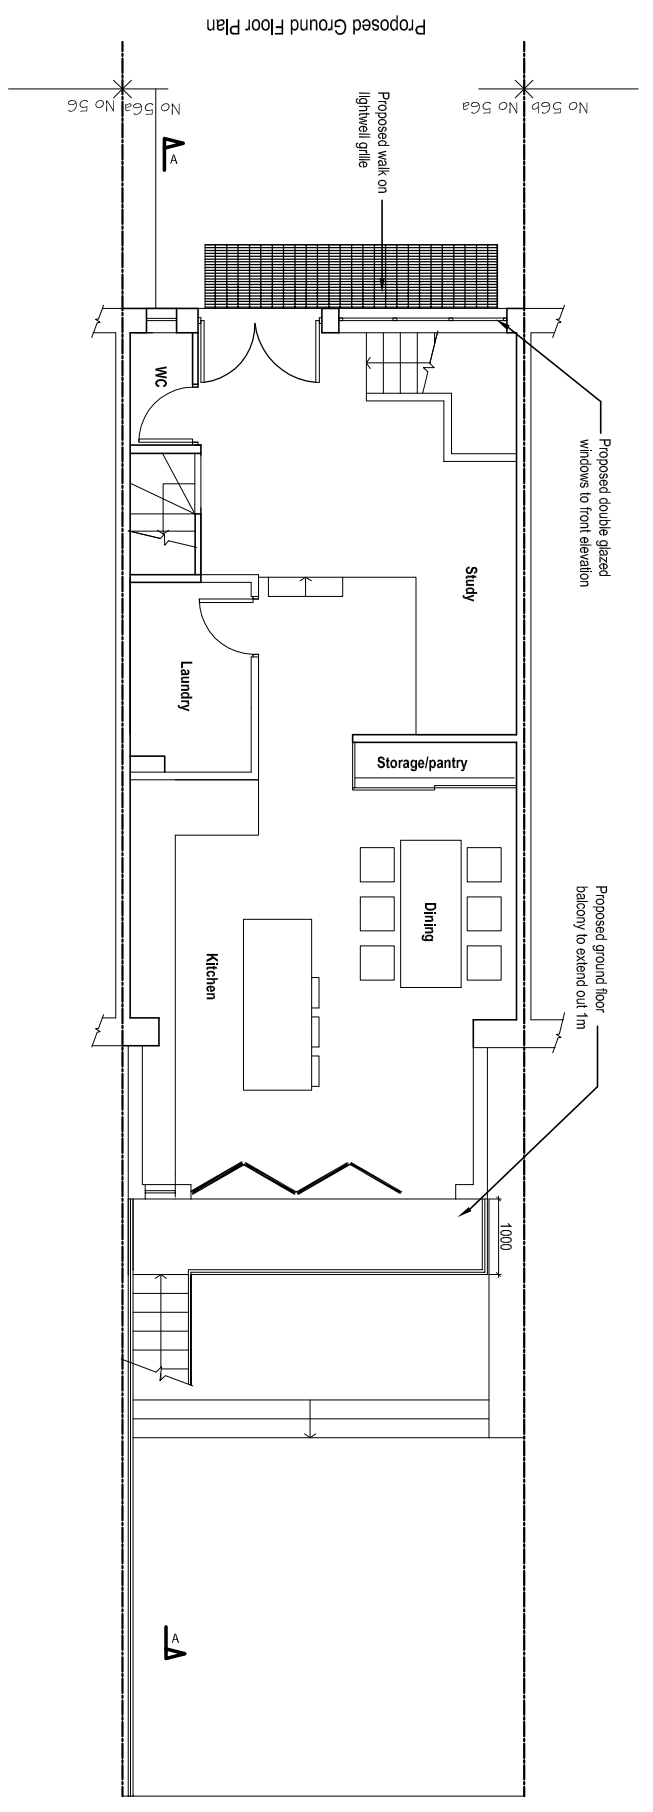 Proposed Ground Floor Plan
No 56
No 56a
No 56a
No 56b
A
Proposed walk on
lightwell grille
Proposed double glazed
windows to front elevation
WC
Study
Laundry
Storage/pantry
Dining
Kitchen
Proposed ground floor
balcony to extend out 1m
1000
A